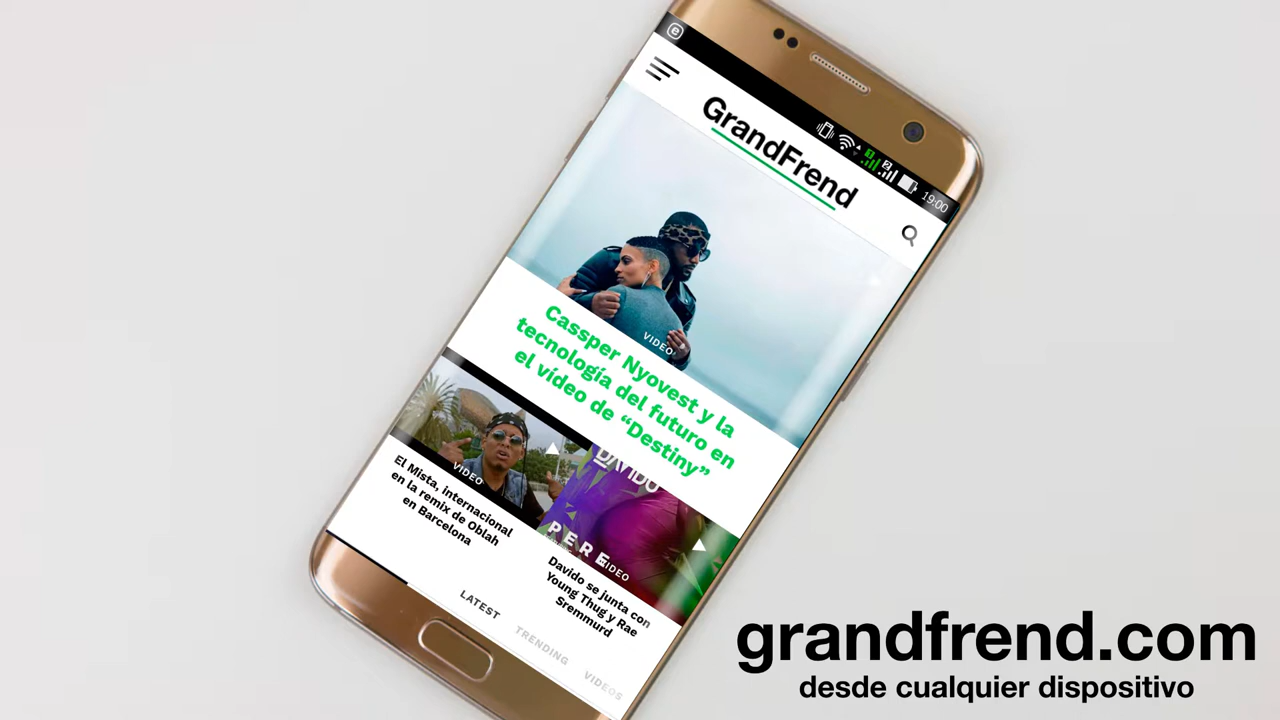 19:00
GrandFrend
VIDEO
Cassper Nyovest y la
tecnología del futuro en
el vídeo de “Destiny”
VIDEO
El Mista, internacional
en la remix de Oblah
en Barcelona
DAVIDO
PERE
VIDEO
Davido se junta con
Young Thug y Rae
Sremmurd
LATEST
TRENDING
VIDEOS
grandfrend.com
desde cualquier dispositivo